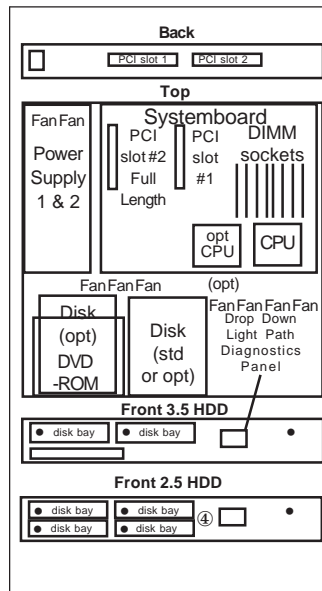 Back
PCI slot 1 PCI slot 2
Top
Fan Fan
Power
Supply
1 & 2
Systemboard
PCI
slot #2
Full
Length
PCI
slot
#1
DIMM
sockets
opt
CPU
CPU
Fan Fan Fan
(opt)
Fan Fan Fan Fan
Disk
(opt)
DVD
-ROM
Disk
(std
or opt)
Drop Down
Light Path
Diagnostics
Panel
Front 3.5 HDD
disk bay disk bay
Front 2.5 HDD
disk bay disk bay
disk bay disk bay
④